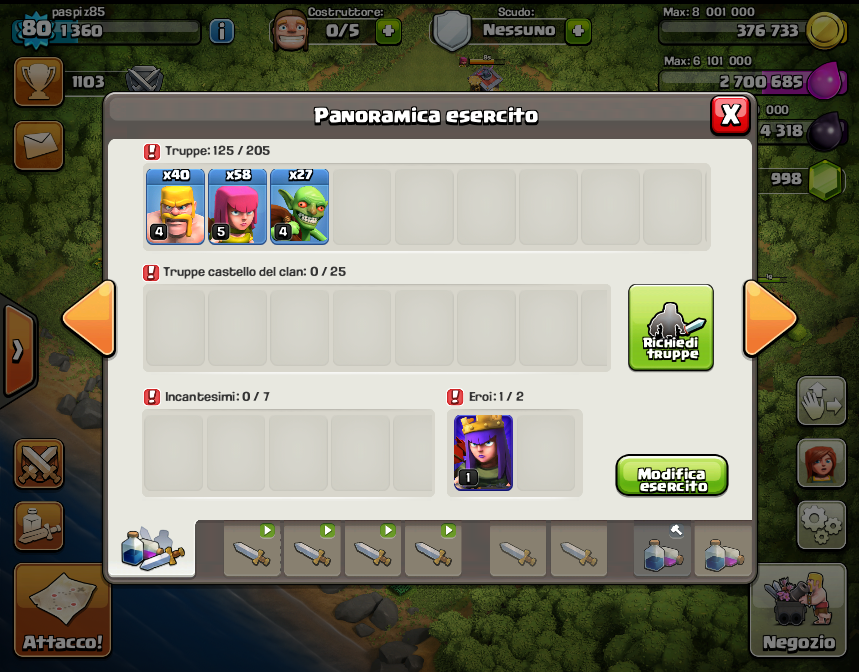 paspiz85
80
1 360
i
Costruttore:
0/5
Scudo:
Nessuno
Max: 8 001 000
376 733
1103
8s
Max: 6 101 000
2 700 685
000
4 318
998
Panoramica esercito
X
Truppe: 125 / 205
x40
x58
x27
4
5
4
Truppe castello del clan: 0 / 25
Richiedi
truppe
Incantesimi: 0 / 7
Eroi: 1 / 2
1
Modifica
esercito
Attacco!
Negozio